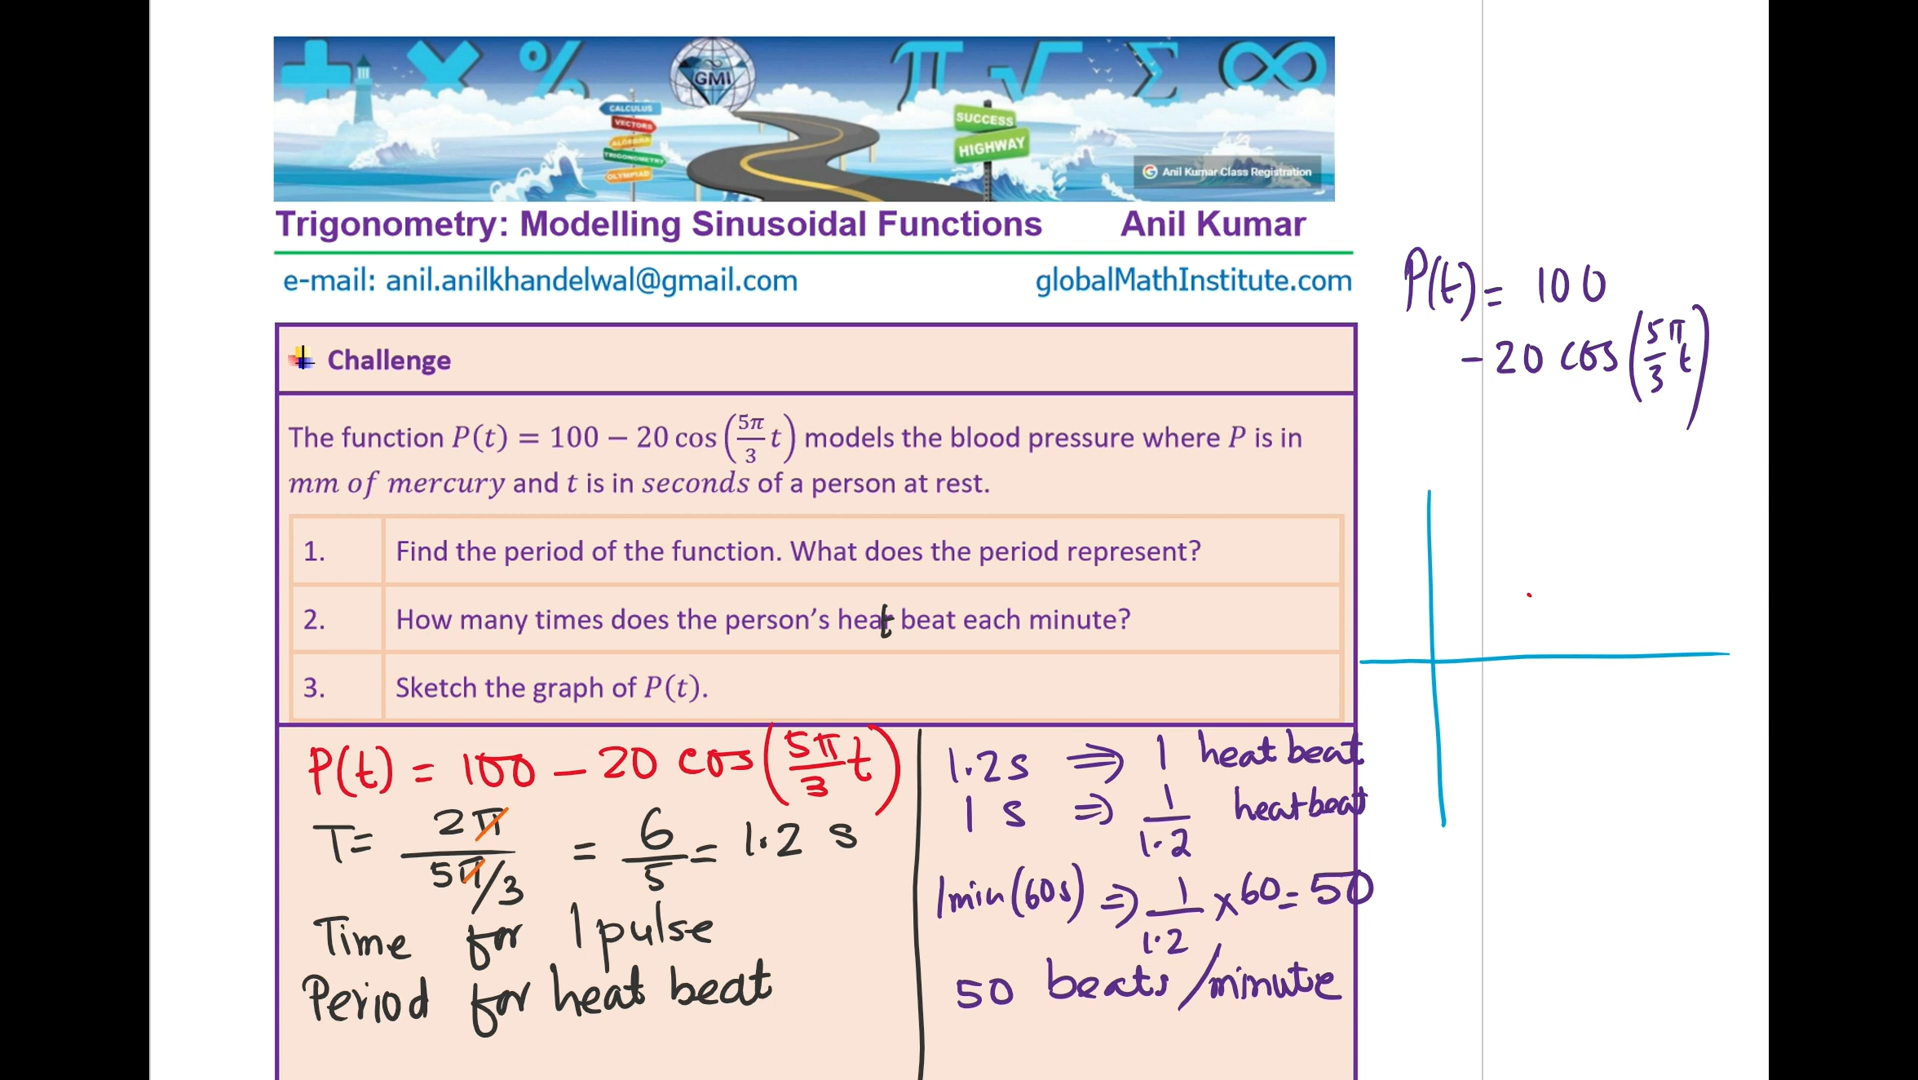 GMI
CALCULUS
VECTORS
ALGEBRA
TRIGONOMETRY
OLYMPIAD
SUCCESS
HIGHWAY
Anil Kumar Class Registration
Trigonometry: Modelling Sinusoidal Functions Anil Kumar
e-mail: anil.anilkhandelwal@gmail.com globalMathInstitute.com
P(t) = 100
- 20 cos(5π/3 t)
Challenge
The function P(t) = 100 − 20 cos(5π/3 t) models the blood pressure where P is in
mm of mercury and t is in seconds of a person at rest.
1. Find the period of the function. What does the period represent?
2. How many times does the person's heat beat each minute?
3. Sketch the graph of P(t).
P(t) = 100 - 20 cos(5π/3 t)
T = 2π / 5π/3 = 6/5 = 1.2 s
Time for 1 pulse
Period for heat beat
1.2s ⇒ 1 heat beat
1 s ⇒ 1/1.2 heatbeat
1min(60s) ⇒ 1/1.2 × 60 = 50
50 beats/minute